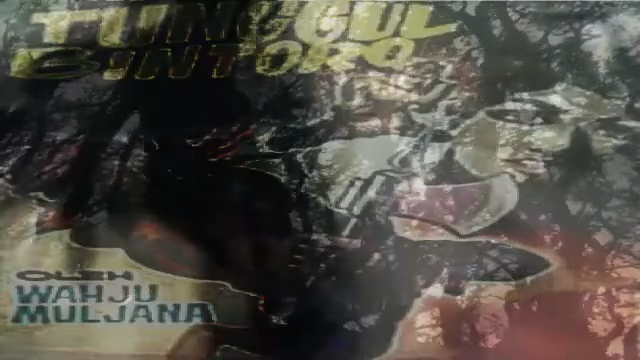 TUNGGUL
BINTORO
OLEH
WAHJU
MULJANA